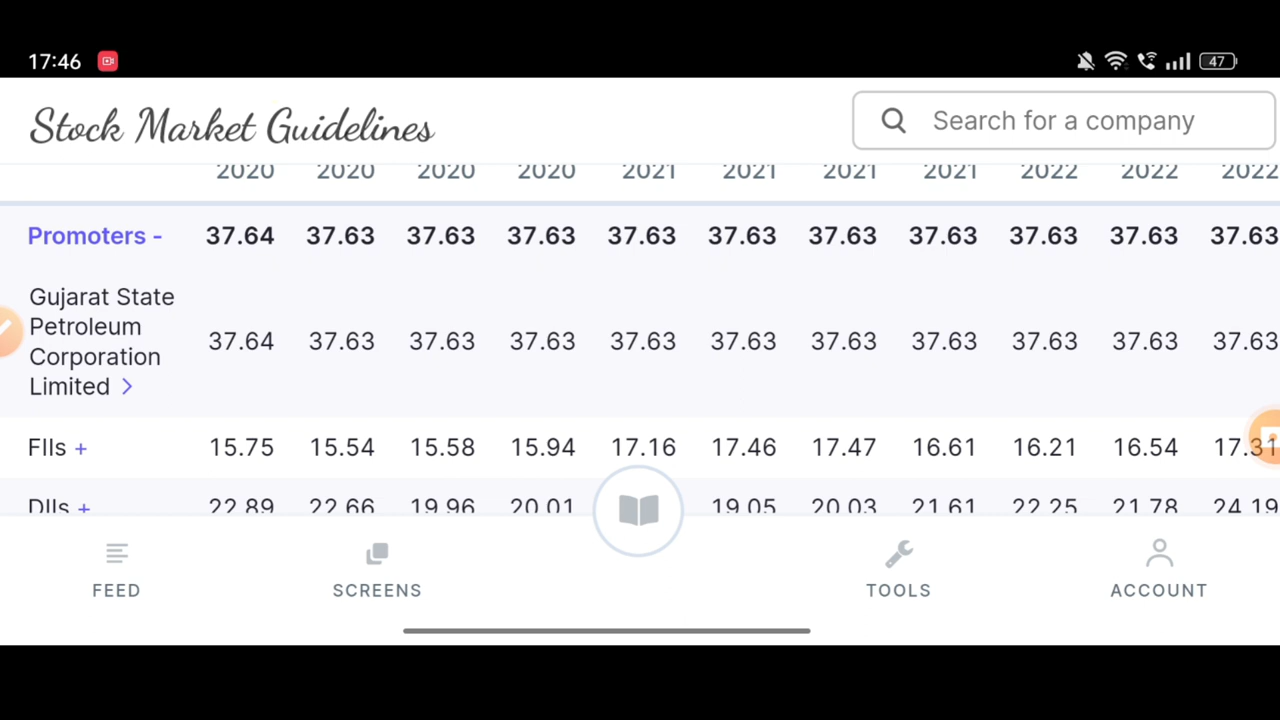 17:46
47
Stock Market Guidelines
Search for a company
2020 2020 2020 2020 2021 2021 2021 2021 2022 2022 2022
Promoters - 37.64 37.63 37.63 37.63 37.63 37.63 37.63 37.63 37.63 37.63 37.63
Gujarat State
Petroleum
Corporation
Limited >
37.64 37.63 37.63 37.63 37.63 37.63 37.63 37.63 37.63 37.63 37.63
FIIs + 15.75 15.54 15.58 15.94 17.16 17.46 17.47 16.61 16.21 16.54 17.31
DIIs + 22.89 22.66 19.96 20.01 19.05 20.03 21.61 22.25 21.78 24.19
FEED
SCREENS
TOOLS
ACCOUNT